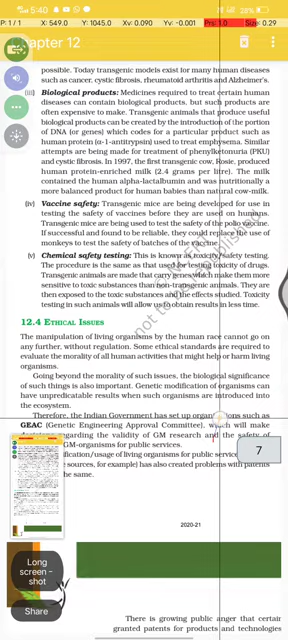 5:40
28%
P: 1 / 1 X: 549.0 Y: 1045.0 Xv: 0.090 Yv: -0.001 Prs: 1.0 Size: 0.29
hapter 12
possible. Today transgenic models exist for many human diseases
such as cancer, cystic fibrosis, rheumatoid arthritis and Alzheimer's.
(iii) Biological products: Medicines required to treat certain human
diseases can contain biological products, but such products are
often expensive to make. Transgenic animals that produce useful
biological products can be created by the introduction of the portion
of DNA (or genes) which codes for a particular product such as
human protein (α-1-antitrypsin) used to treat emphysema. Similar
attempts are being made for treatment of phenylketonuria (PKU)
and cystic fibrosis. In 1997, the first transgenic cow, Rosie, produced
human protein-enriched milk (2.4 grams per litre). The milk
contained the human alpha-lactalbumin and was nutritionally a
more balanced product for human babies than natural cow-milk.
(iv) Vaccine safety: Transgenic mice are being developed for use in
testing the safety of vaccines before they are used on humans.
Transgenic mice are being used to test the safety of the polio vaccine.
If successful and found to be reliable, they could replace the use of
monkeys to test the safety of batches of the vaccine.
(v) Chemical safety testing: This is known as toxicity/safety testing.
The procedure is the same as that used for testing toxicity of drugs.
Transgenic animals are made that carry genes which make them more
sensitive to toxic substances than non-transgenic animals. They are
then exposed to the toxic substances and the effects studied. Toxicity
testing in such animals will allow us to obtain results in less time.
12.4 ETHICAL ISSUES
The manipulation of living organisms by the human race cannot go on
any further, without regulation. Some ethical standards are required to
evaluate the morality of all human activities that might help or harm living
organisms.
Going beyond the morality of such issues, the biological significance
of such things is also important. Genetic modification of organisms can
have unpredicatable results when such organisms are introduced into
the ecosystem.
Therefore, the Indian Government has set up organisations such as
GEAC (Genetic Engineering Approval Committee), which will make
regarding the validity of GM research and the safety of
GM-organisms for public services.
ification/usage of living organisms for public service
e sources, for example) has also created problems with patents
the same.
7
2020-21
Long
screen -
shot
Share
There is growing public anger that certain
granted patents for products and technologies